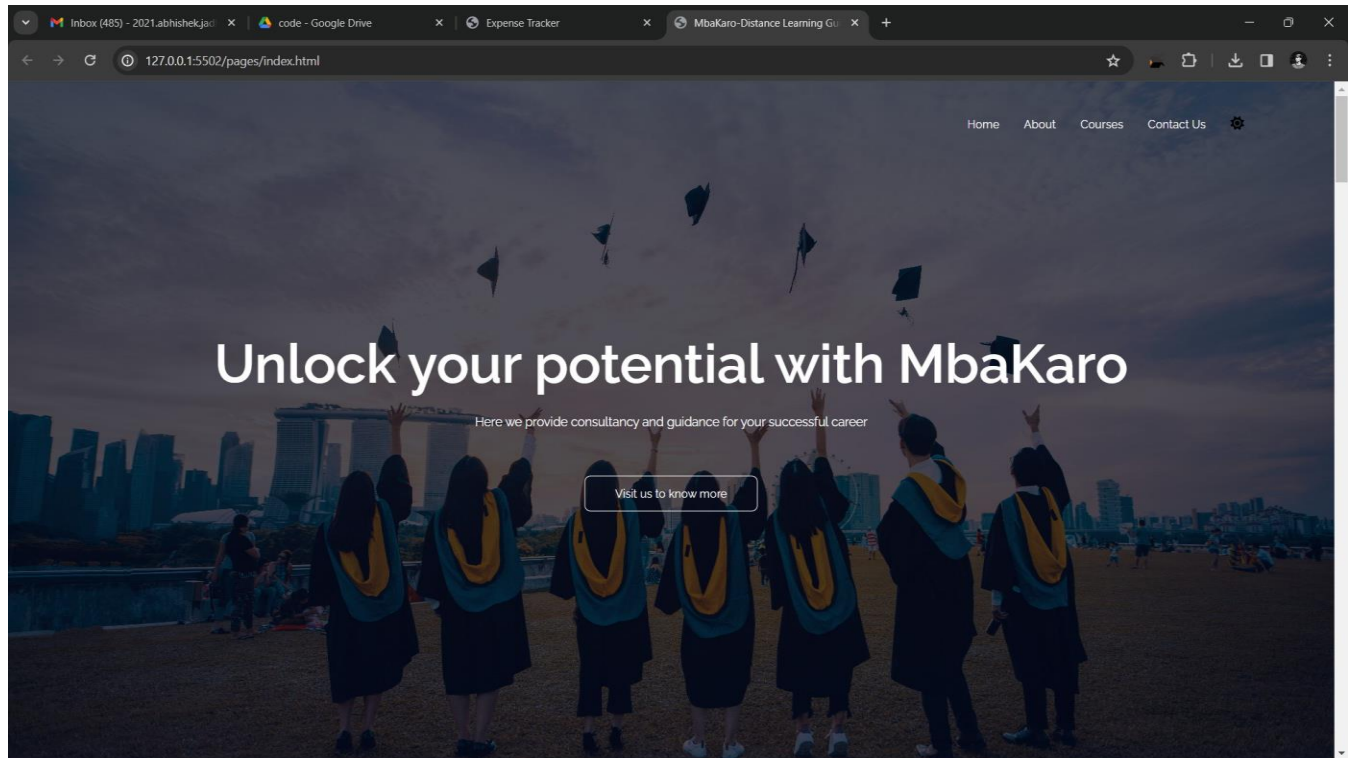 Inbox (485) - 2021.abhishek.jad
code - Google Drive
Expense Tracker
MbaKaro-Distance Learning Gu
127.0.0.1:5502/pages/index.html
Home About Courses Contact Us
Unlock your potential with MbaKaro
Here we provide consultancy and guidance for your successful career
Visit us to know more